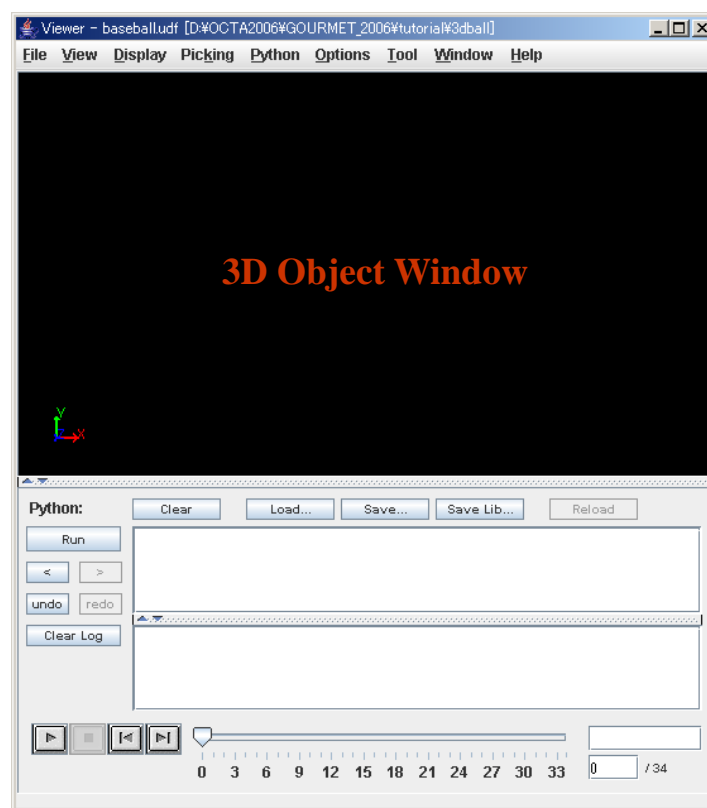 Viewer - baseball.udf [D:¥OCTA2006¥GOURMET_2006¥tutorial¥3dball]
File View Display Picking Python Options Tool Window Help
3D Object Window
Y
Z X
Python: Clear Load... Save... Save Lib... Reload
Run
< >
undo redo
Clear Log
0 3 6 9 12 15 18 21 24 27 30 33
0 / 34